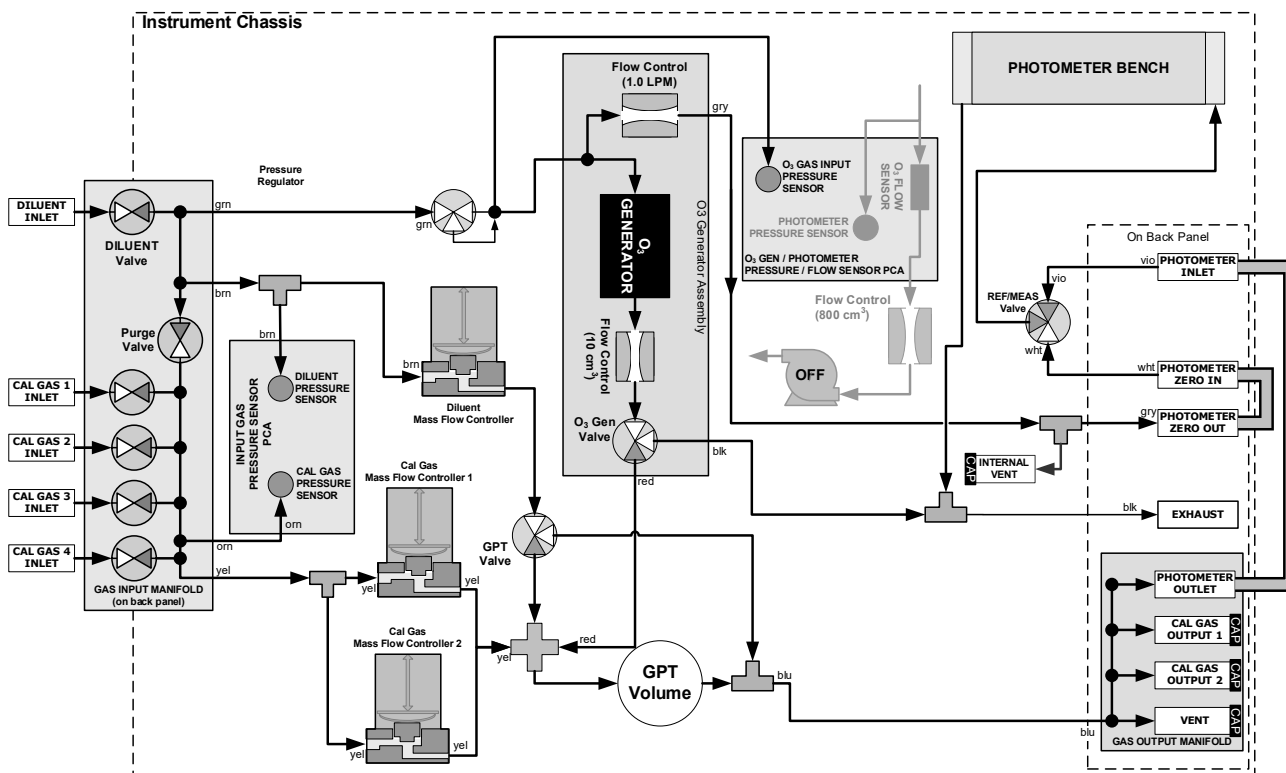 Instrument Chassis
Flow Control
(1.0 LPM)
gry
PHOTOMETER BENCH
Pressure
Regulator
DILUENT
INLET
grn
grn
DILUENT
Valve
O3 GAS INPUT
PRESSURE
SENSOR
O3 FLOW
SENSOR
PHOTOMETER
PRESSURE SENSOR
O3 GEN / PHOTOMETER
PRESSURE / FLOW SENSOR PCA
O3
GENERATOR
O3 Generator Assembly
On Back Panel
vio
PHOTOMETER
INLET
vio
REF/MEAS
Valve
wht
wht
PHOTOMETER
ZERO IN
gry
PHOTOMETER
ZERO OUT
brn
brn
Purge
Valve
brn
Diluent
Mass Flow Controller
Flow Control
(10 cm3)
Flow Control
(800 cm3)
OFF
CAL GAS 1
INLET
CAL GAS 2
INLET
CAL GAS 3
INLET
CAL GAS 4
INLET
INPUT GAS
PRESSURE SENSOR
PCA
DILUENT
PRESSURE
SENSOR
CAL GAS
PRESSURE
SENSOR
orn
orn
yel
GAS INPUT MANIFOLD
(on back panel)
O3 Gen
Valve
blk
red
CAP
INTERNAL
VENT
blk
EXHAUST
Cal Gas
Mass Flow Controller 1
yel
yel
GPT
Valve
Cal Gas
Mass Flow Controller 2
yel
yel
yel
red
GPT
Volume
blu
blu
PHOTOMETER
OUTLET
CAL GAS
OUTPUT 1
CAP
CAL GAS
OUTPUT 2
CAP
VENT
CAP
GAS OUTPUT MANIFOLD